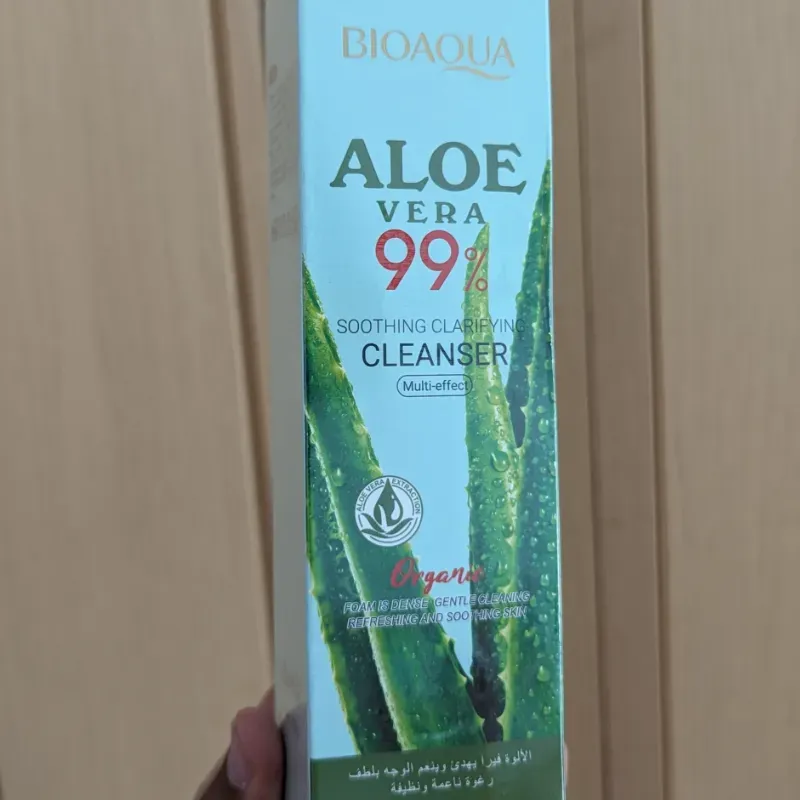 BIOAQUA
ALOE
VERA
99%
SOOTHING CLARIFYING
CLEANSER
Multi-effect
ALOE VERA EXTRACTION
Organic
FOAM IS DENSE GENTLE CLEANING
REFRESHING AND SOOTHING SKIN
الألوة فيرا يهدئ وينعم الوجه بلطف
رغوة ناعمة ونظيفة